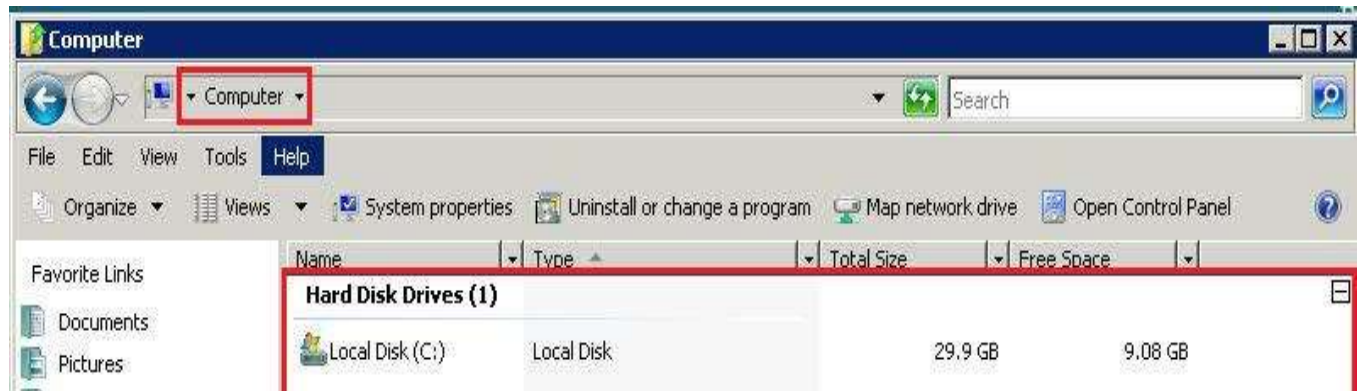 Computer
Computer
Search
File Edit View Tools Help
Organize Views System properties Uninstall or change a program Map network drive Open Control Panel
Favorite Links
Name Type Total Size Free Space
Hard Disk Drives (1)
Documents
Local Disk (C:) Local Disk 29.9 GB 9.08 GB
Pictures